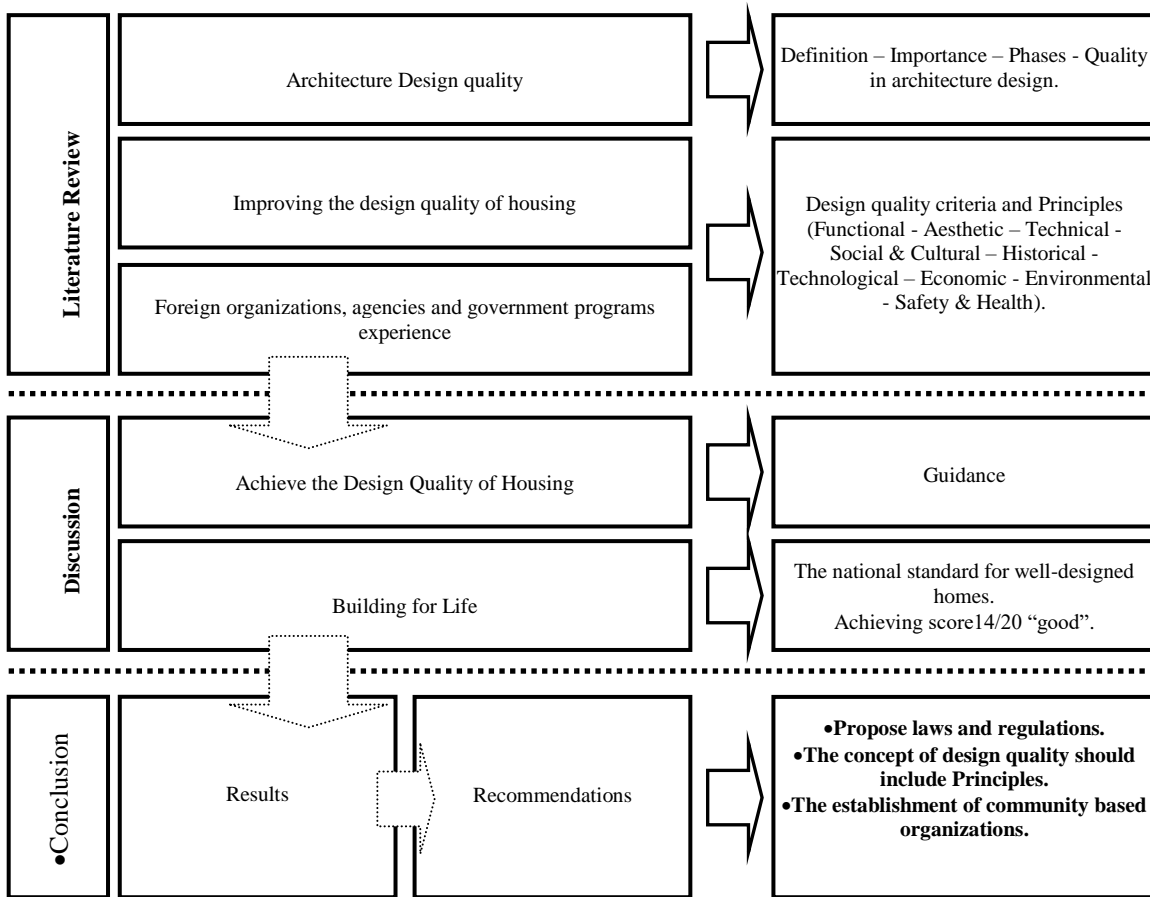 Literature Review
Architecture Design quality
Definition – Importance – Phases - Quality
in architecture design.
Improving the design quality of housing
Foreign organizations, agencies and government programs
experience
Design quality criteria and Principles
(Functional - Aesthetic – Technical -
Social & Cultural – Historical -
Technological – Economic - Environmental
- Safety & Health).
Discussion
Achieve the Design Quality of Housing
Guidance
Building for Life
The national standard for well-designed
homes.
Achieving score14/20 “good”.
•Conclusion
Results
Recommendations
•Propose laws and regulations.
•The concept of design quality should
include Principles.
•The establishment of community based
organizations.